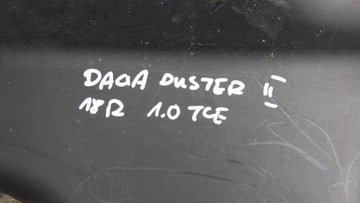 DACIA DUSTER II
18R 1.0 TCE